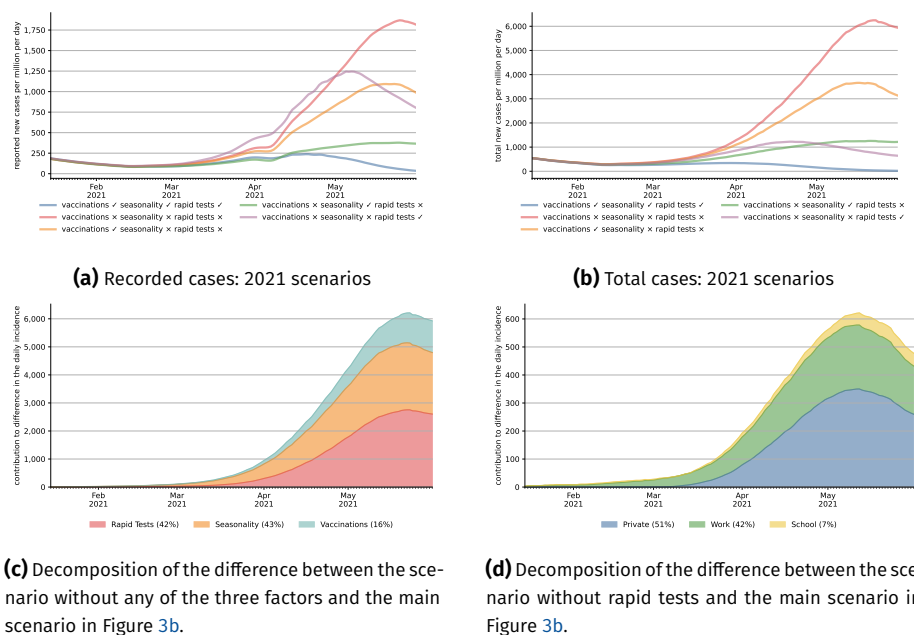 reported new cases per million per day
1,750
1,500
1,250
1,000
750
500
250
0
Feb
2021
Mar
2021
Apr
2021
May
2021
vaccinations ✓ seasonality ✓ rapid tests ✓
vaccinations × seasonality × rapid tests ×
vaccinations ✓ seasonality × rapid tests ×
vaccinations × seasonality ✓ rapid tests ×
vaccinations × seasonality × rapid tests ✓
(a) Recorded cases: 2021 scenarios
total new cases per million per day
6,000
5,000
4,000
3,000
2,000
1,000
0
Feb
2021
Mar
2021
Apr
2021
May
2021
vaccinations ✓ seasonality ✓ rapid tests ✓
vaccinations × seasonality × rapid tests ×
vaccinations ✓ seasonality × rapid tests ×
vaccinations × seasonality ✓ rapid tests ×
vaccinations × seasonality × rapid tests ✓
(b) Total cases: 2021 scenarios
contribution to difference in the daily incidence
6,000
5,000
4,000
3,000
2,000
1,000
0
Feb
2021
Mar
2021
Apr
2021
May
2021
Rapid Tests (42%) Seasonality (43%) Vaccinations (16%)
(c) Decomposition of the difference between the sce-
nario without any of the three factors and the main
scenario in Figure 3b.
contribution to difference in the daily incidence
600
500
400
300
200
100
0
Feb
2021
Mar
2021
Apr
2021
May
2021
Private (51%) Work (42%) School (7%)
(d) Decomposition of the difference between the sce
nario without rapid tests and the main scenario in
Figure 3b.